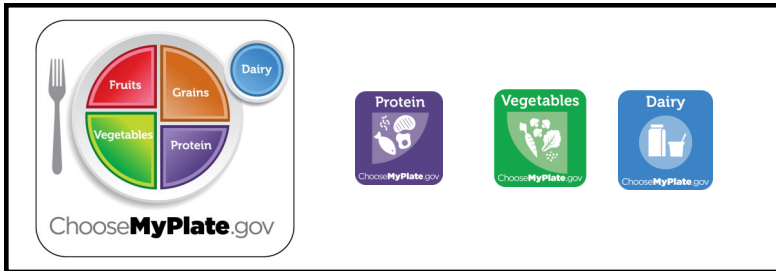 Fruits
Grains
Dairy
Vegetables
Protein
ChooseMyPlate.gov
Protein
ChooseMyPlate.gov
Vegetables
ChooseMyPlate.gov
Dairy
ChooseMyPlate.gov